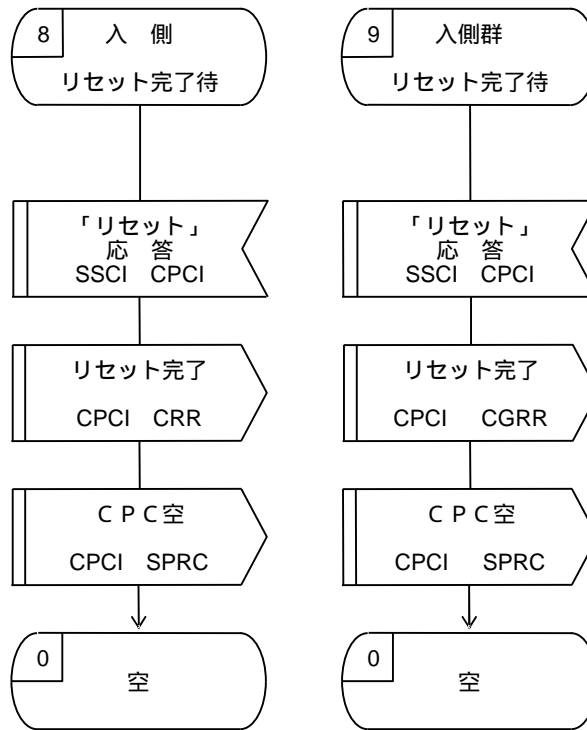 8
入　側
リセット完了待
「リセット」
応　答
SSCI　CPCI
リセット完了
CPCI　CRR
ＣＰＣ空
CPCI　SPRC
0
空
9
入側群
リセット完了待
「リセット」
応　答
SSCI　CPCI
リセット完了
CPCI　CGRR
ＣＰＣ空
CPCI　SPRC
0
空